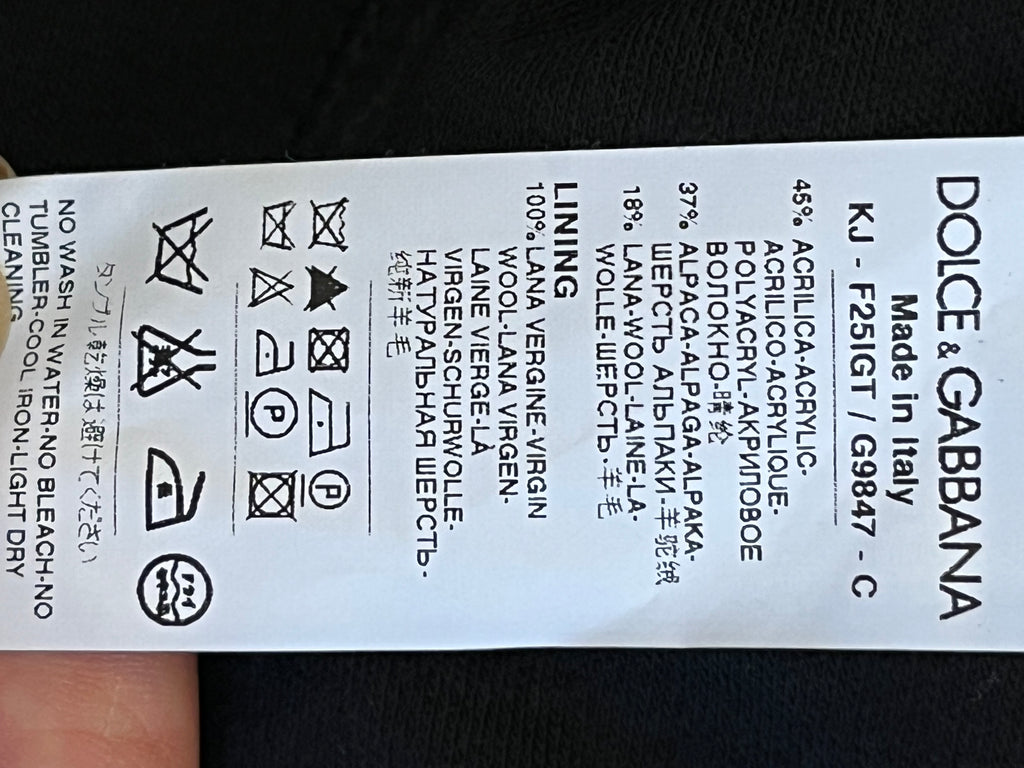 DOLCE & GABBANA
Made in Italy
KJ - F25IGT / G9847 - C
45% ACRILICA-ACRYLIC-
ACRILICO-ACRYLIQUE-
POLYACRYL-АКРИЛОВОЕ
ВОЛОКНО-腈纶
37% ALPACA-ALPAGA-ALPAKA-
ШЕРСТЬ АЛЬПАКИ-羊驼绒
18% LANA-WOOL-LAINE-LA-
WOLLE-ШЕРСТЬ-羊毛
LINING
100% LANA VERGINE-VIRGIN
WOOL-LANA VIRGEN-
LAINE VIERGE-LÀ
VIRGEN-SCHURWOLLE-
НАТУРАЛЬНАЯ ШЕРСТЬ-
纯新羊毛
P
P
ドライ
タンブル乾燥は避けてください
NO WASH IN WATER-NO BLEACH-NO
TUMBLER-COOL IRON-LIGHT DRY
CLEANING